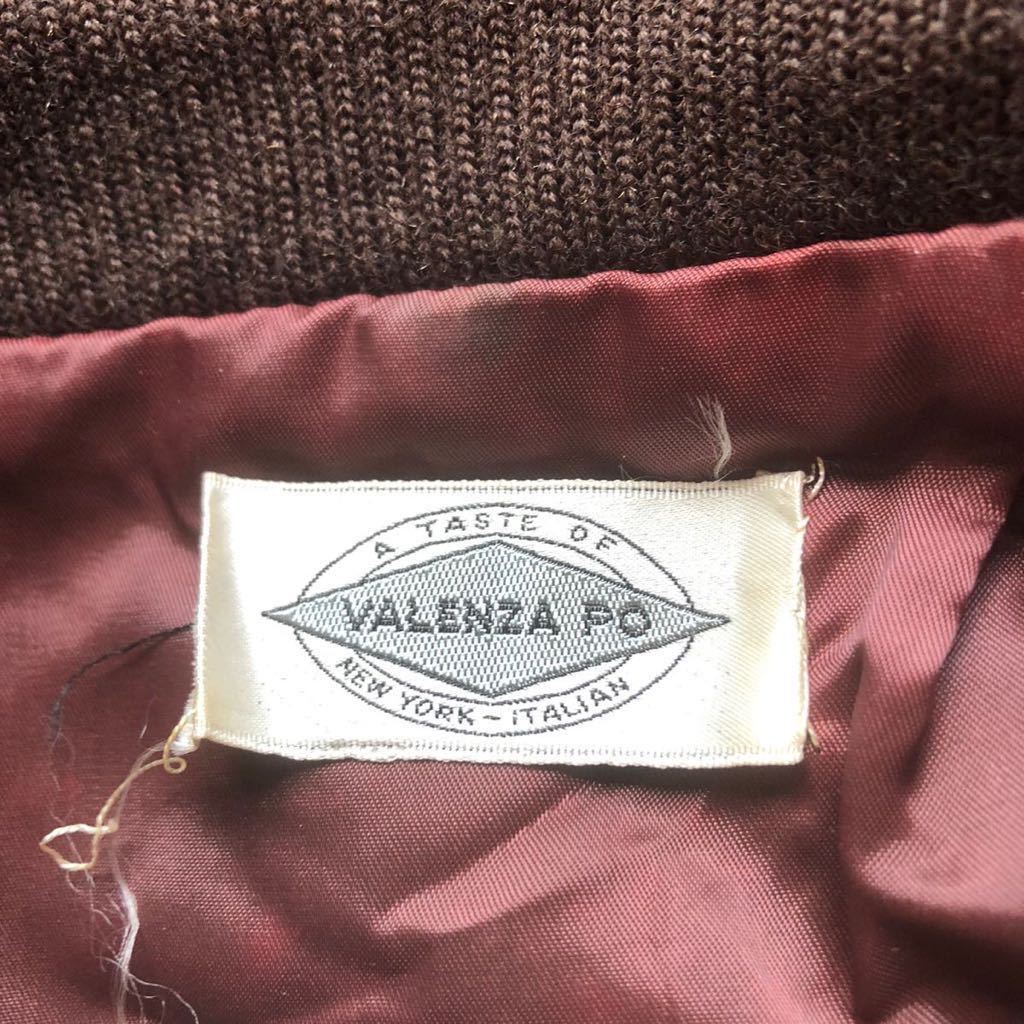 A TASTE OF
VALENZA PO
NEW YORK - ITALIAN